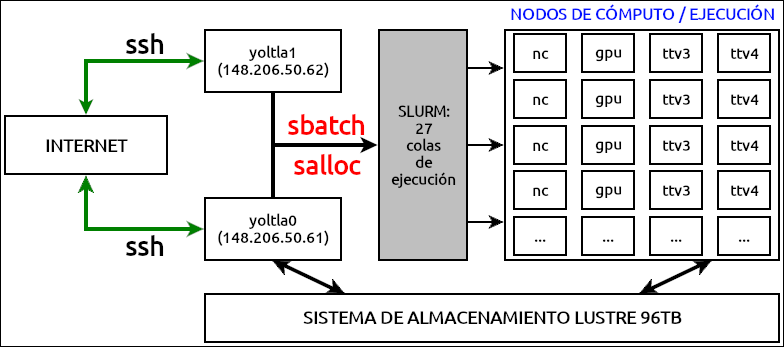 NODOS DE CÓMPUTO / EJECUCIÓN
ssh
yoltla1
(148.206.50.62)
INTERNET
sbatch
salloc
ssh
yoltla0
(148.206.50.61)
SLURM:
27
colas
de
ejecución
nc gpu ttv3 ttv4
nc gpu ttv3 ttv4
nc gpu ttv3 ttv4
nc gpu ttv3 ttv4
... ... ... ...
SISTEMA DE ALMACENAMIENTO LUSTRE 96TB